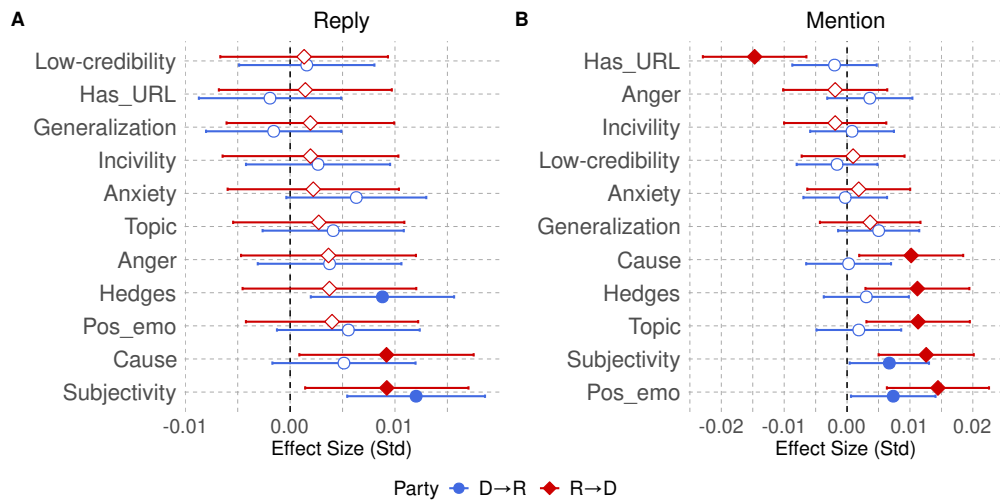 A
Reply
Low-credibility
Has_URL
Generalization
Incivility
Anxiety
Topic
Anger
Hedges
Pos_emo
Cause
Subjectivity
-0.01
0.00
0.01
Effect Size (Std)
B
Mention
Has_URL
Anger
Incivility
Low-credibility
Anxiety
Generalization
Cause
Hedges
Topic
Subjectivity
Pos_emo
-0.02
-0.01
0.00
0.01
0.02
Effect Size (Std)
Party D→R R→D